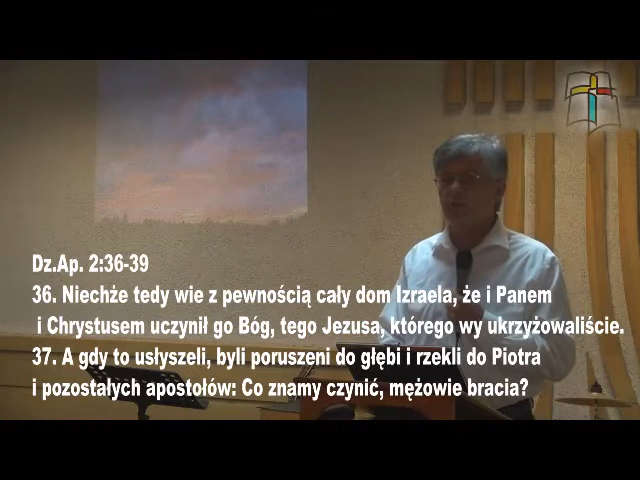 Dz.Ap. 2:36-39
36. Niechże tedy wie z pewnością cały dom Izraela, że i Panem
i Chrystusem uczynił go Bóg, tego Jezusa, którego wy ukrzyżowaliście.
37. A gdy to usłyszeli, byli poruszeni do głębi i rzekli do Piotra
i pozostałych apostołów: Co znamy czynić, mężowie bracia?